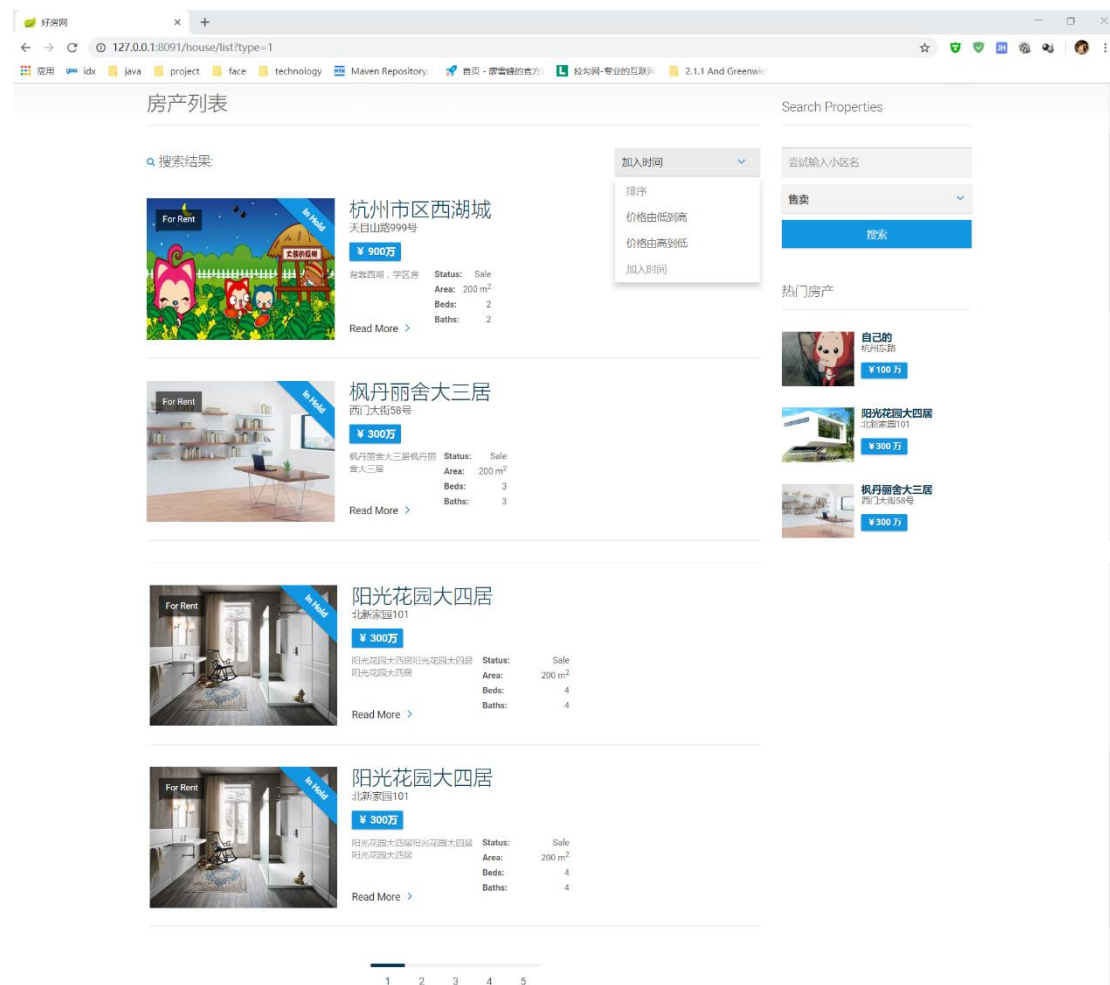 好房网
127.0.0.1:8091/house/list?type=1
应用
idx
java
project
face
technology
Maven Repository:
首页 - 廖雪峰的官方
拉勾网-专业的互联网
2.1.1 And Greenwic
房产列表
搜索结果:
加入时间
排序
价格由低到高
价格由高到低
加入时间
For Rent
In Hold
杭州市区西湖城
天目山路999号
¥ 900万
背靠西湖，学区房
Status: Sale
Area: 200 m2
Beds: 2
Baths: 2
Read More
For Rent
In Hold
枫丹丽舍大三居
西门大街58号
¥ 300万
枫丹丽舍大三居枫丹丽
舍大三居
Status: Sale
Area: 200 m2
Beds: 3
Baths: 3
Read More
For Rent
In Hold
阳光花园大四居
北新家园101
¥ 300万
阳光花园大四居阳光花园大四居
阳光花园大四居
Status: Sale
Area: 200 m2
Beds: 4
Baths: 4
Read More
For Rent
In Hold
阳光花园大四居
北新家园101
¥ 300万
阳光花园大四居阳光花园大四居
阳光花园大四居
Status: Sale
Area: 200 m2
Beds: 4
Baths: 4
Read More
1 2 3 4 5
Search Properties
尝试输入小区名
售卖
搜索
热门房产
自己的
杭州东路
¥100 万
阳光花园大四居
北新家园101
¥300 万
枫丹丽舍大三居
西门大街58号
¥300 万